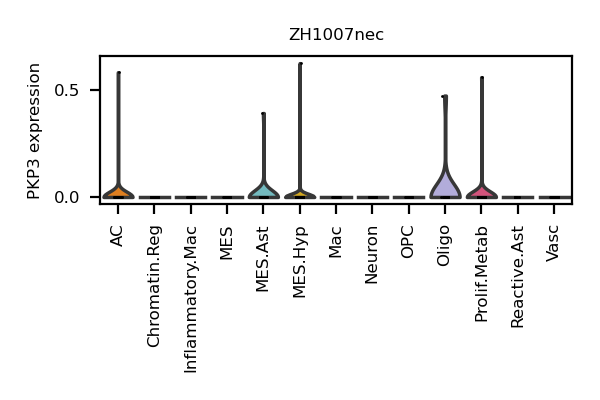 ZH1007nec
PKP3 expression
0.5
0.0
AC
Chromatin.Reg
Inflammatory.Mac
MES
MES.Ast
MES.Hyp
Mac
Neuron
OPC
Oligo
Prolif.Metab
Reactive.Ast
Vasc